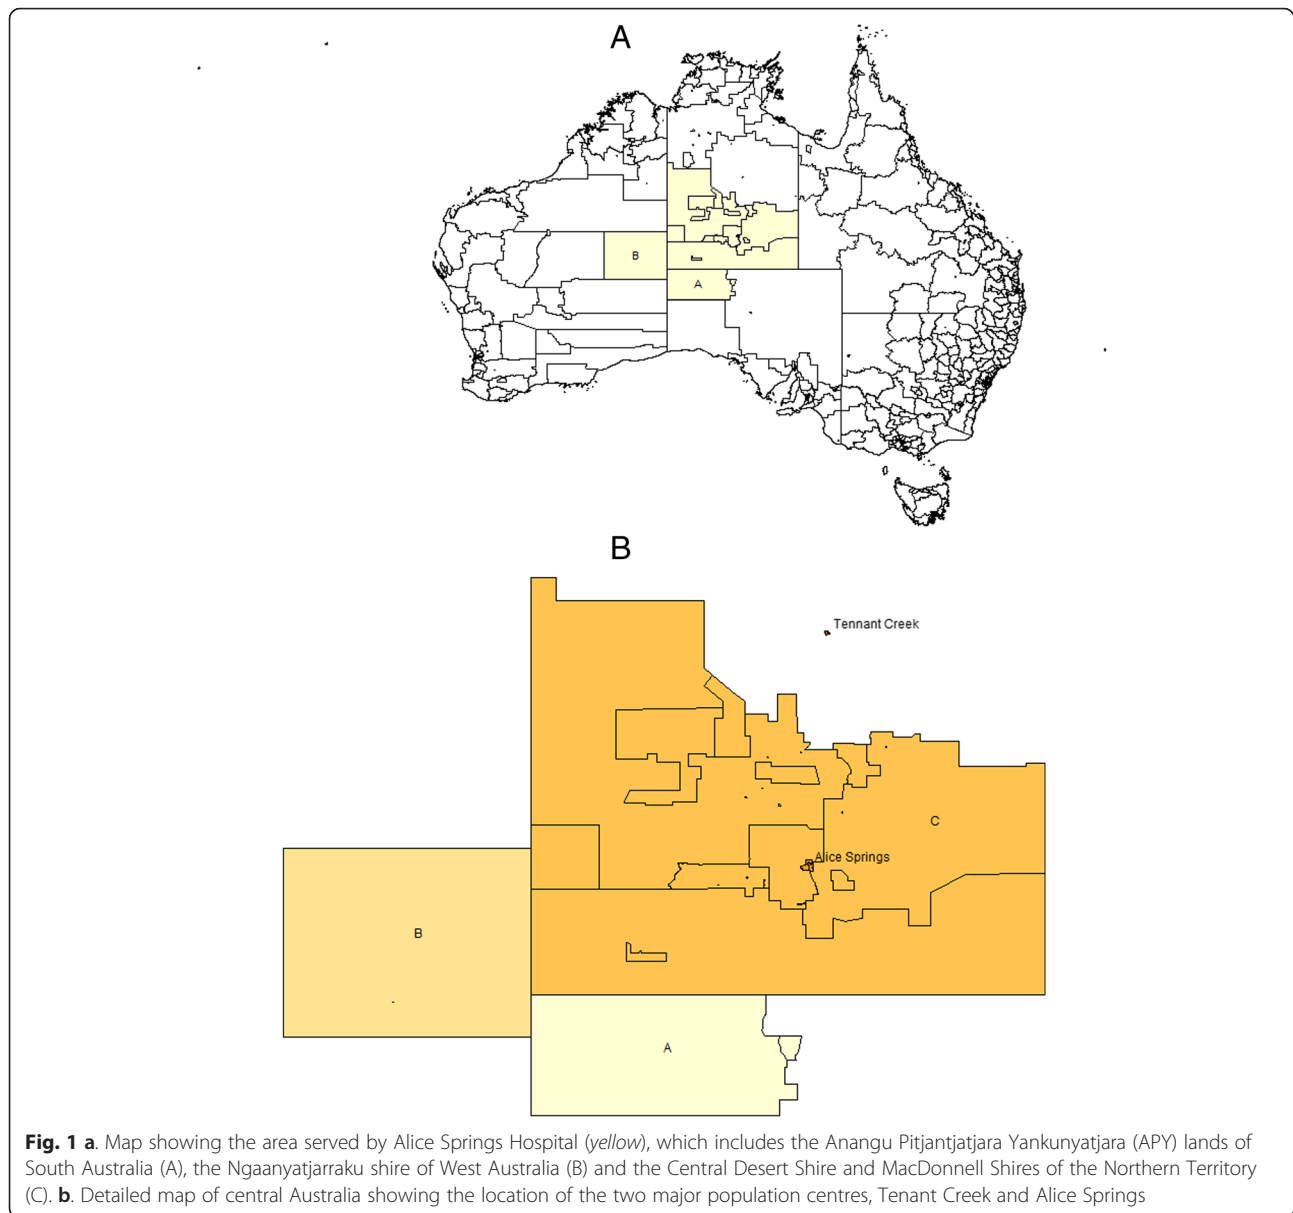 A
B
A
B
Tennant Creek
C
Alice Springs
B
A
Fig. 1 a. Map showing the area served by Alice Springs Hospital (yellow), which includes the Anangu Pitjantjatjara Yankunyatjara (APY) lands of
South Australia (A), the Ngaanyatjarraku shire of West Australia (B) and the Central Desert Shire and MacDonnell Shires of the Northern Territory
(C). b. Detailed map of central Australia showing the location of the two major population centres, Tenant Creek and Alice Springs